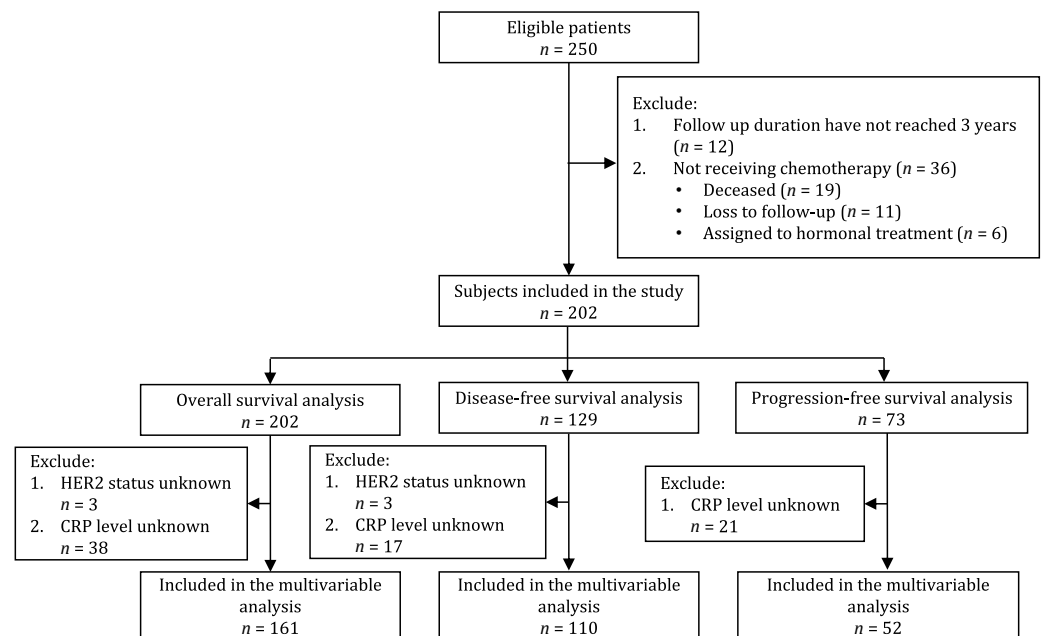 Eligible patients
n = 250
Exclude:
1. Follow up duration have not reached 3 years
(n = 12)
2. Not receiving chemotherapy (n = 36)
• Deceased (n = 19)
• Loss to follow-up (n = 11)
• Assigned to hormonal treatment (n = 6)
Subjects included in the study
n = 202
Overall survival analysis
n = 202
Disease-free survival analysis
n = 129
Progression-free survival analysis
n = 73
Exclude:
1. HER2 status unknown
n = 3
2. CRP level unknown
n = 38
Exclude:
1. HER2 status unknown
n = 3
2. CRP level unknown
n = 17
Exclude:
1. CRP level unknown
n = 21
Included in the multivariable
analysis
n = 161
Included in the multivariable
analysis
n = 110
Included in the multivariable
analysis
n = 52